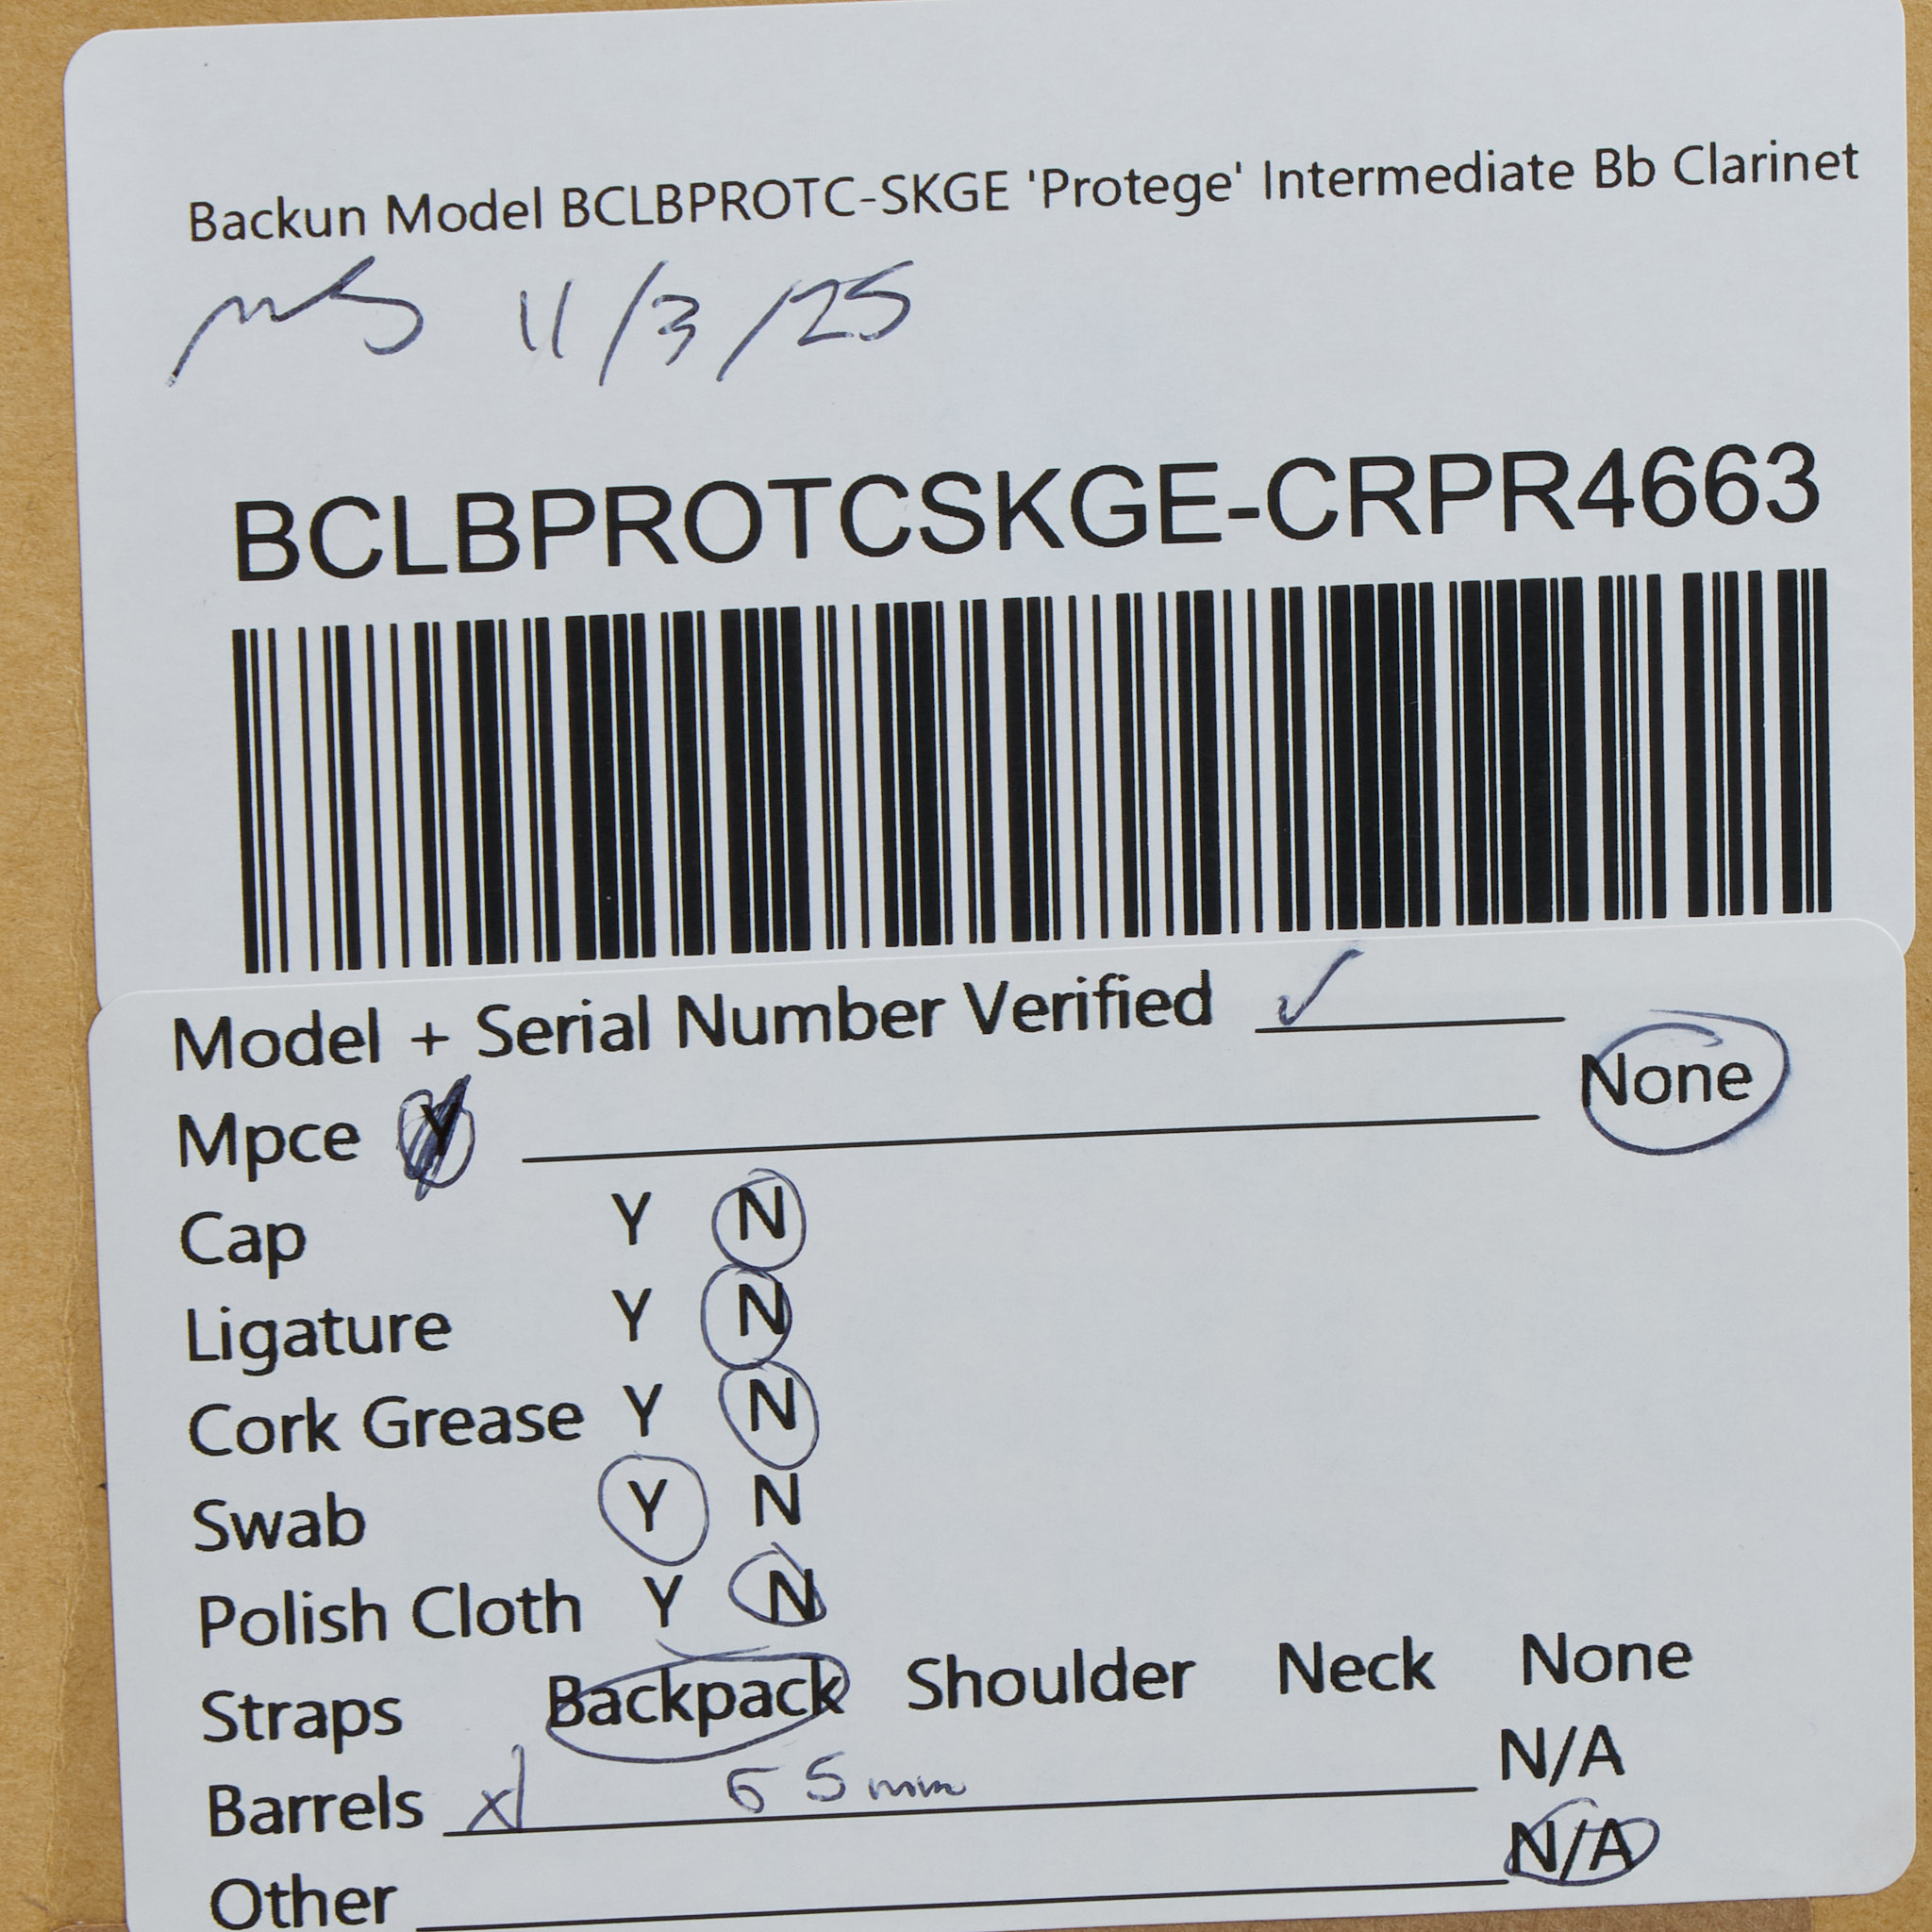 Backun Model BCLBPROTC-SKGE 'Protege' Intermediate Bb Clarinet
11/3/25
BCLBPROTCSKGE-CRPR4663
Model + Serial Number Verified ✓
Mpce Y None
Cap Y N
Ligature Y N
Cork Grease Y N
Swab Y N
Polish Cloth Y N
Straps Backpack Shoulder Neck None
Barrels x1 65mm N/A
Other N/A